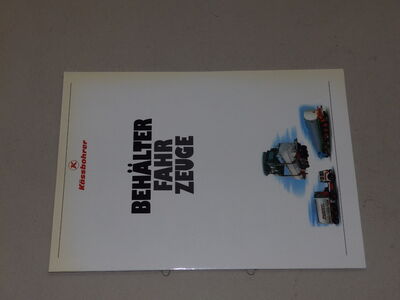 Kässbohrer
BEHÄLTER
FAHR
ZEUGE